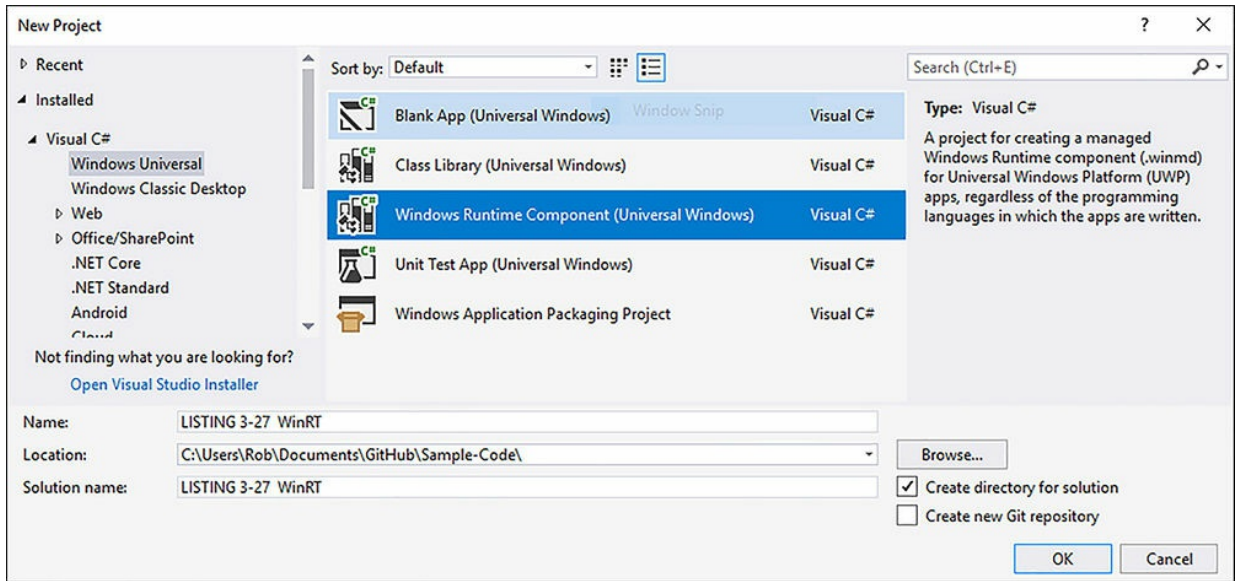 New Project
? ×
Recent
Installed
Visual C#
Windows Universal
Windows Classic Desktop
Web
Office/SharePoint
.NET Core
.NET Standard
Android
Cloud
Not finding what you are looking for?
Open Visual Studio Installer
Sort by: Default
C# Blank App (Universal Windows) Window Snip Visual C#
C# Class Library (Universal Windows) Visual C#
C# Windows Runtime Component (Universal Windows) Visual C#
C# Unit Test App (Universal Windows) Visual C#
Windows Application Packaging Project Visual C#
Search (Ctrl+E)
Type: Visual C#
A project for creating a managed
Windows Runtime component (.winmd)
for Universal Windows Platform (UWP)
apps, regardless of the programming
languages in which the apps are written.
Name: LISTING 3-27 WinRT
Location: C:\Users\Rob\Documents\GitHub\Sample-Code\
Browse...
Solution name: LISTING 3-27 WinRT
Create directory for solution
Create new Git repository
OK Cancel